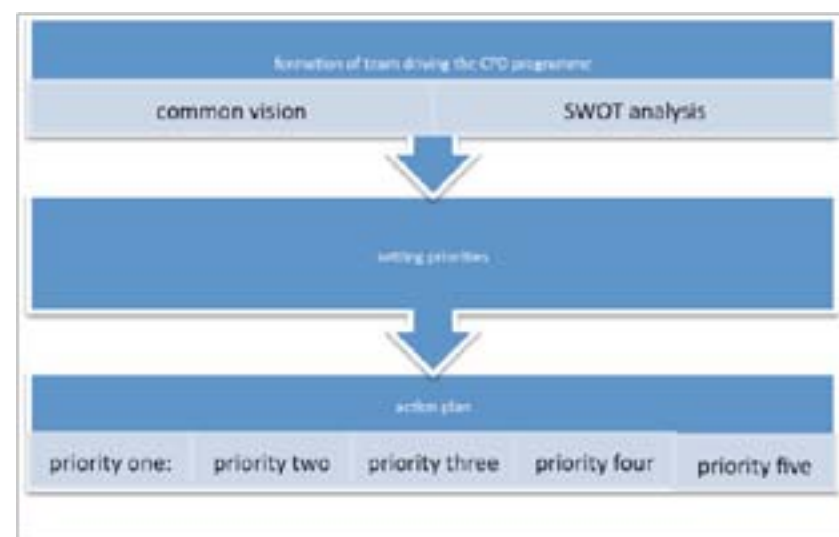 formation of team driving the CPD programme
common vision SWOT analysis
setting priorities
action plan
priority one: priority two priority three priority four priority five